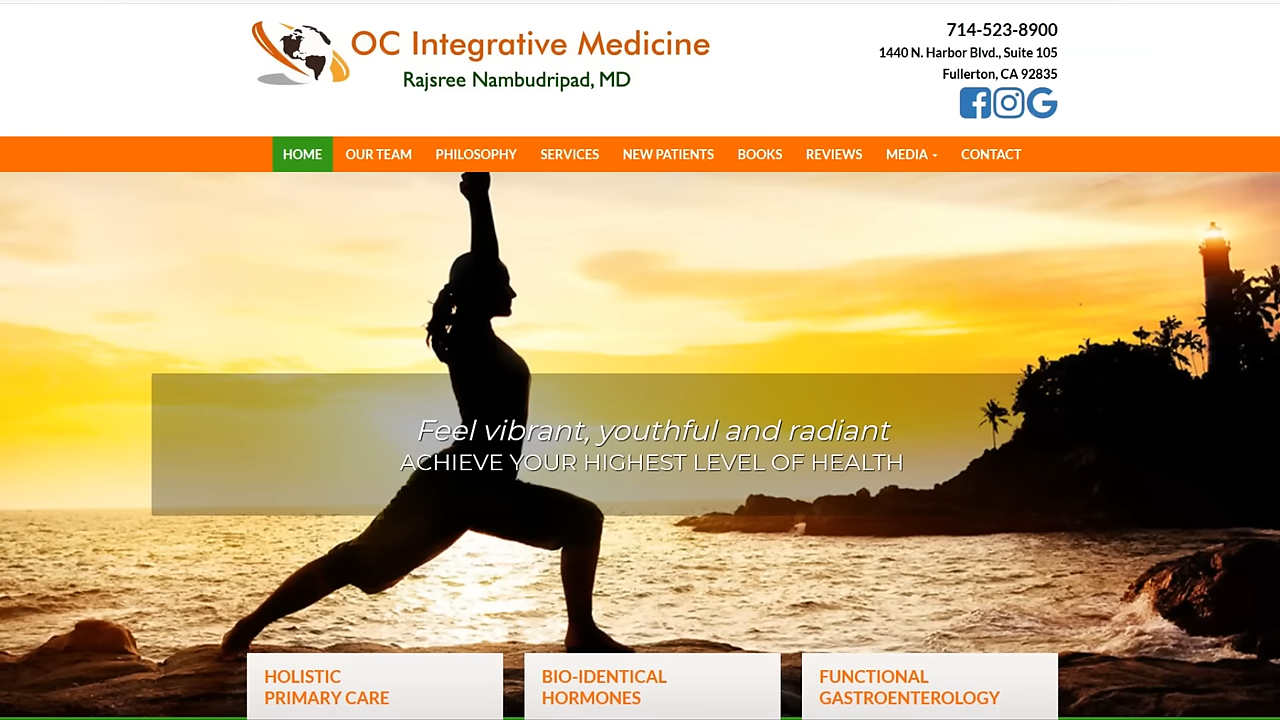 OC Integrative Medicine
Rajsree Nambudripad, MD
714-523-8900
1440 N. Harbor Blvd., Suite 105
Fullerton, CA 92835
HOME OUR TEAM PHILOSOPHY SERVICES NEW PATIENTS BOOKS REVIEWS MEDIA CONTACT
Feel vibrant, youthful and radiant
ACHIEVE YOUR HIGHEST LEVEL OF HEALTH
HOLISTIC
PRIMARY CARE
BIO-IDENTICAL
HORMONES
FUNCTIONAL
GASTROENTEROLOGY